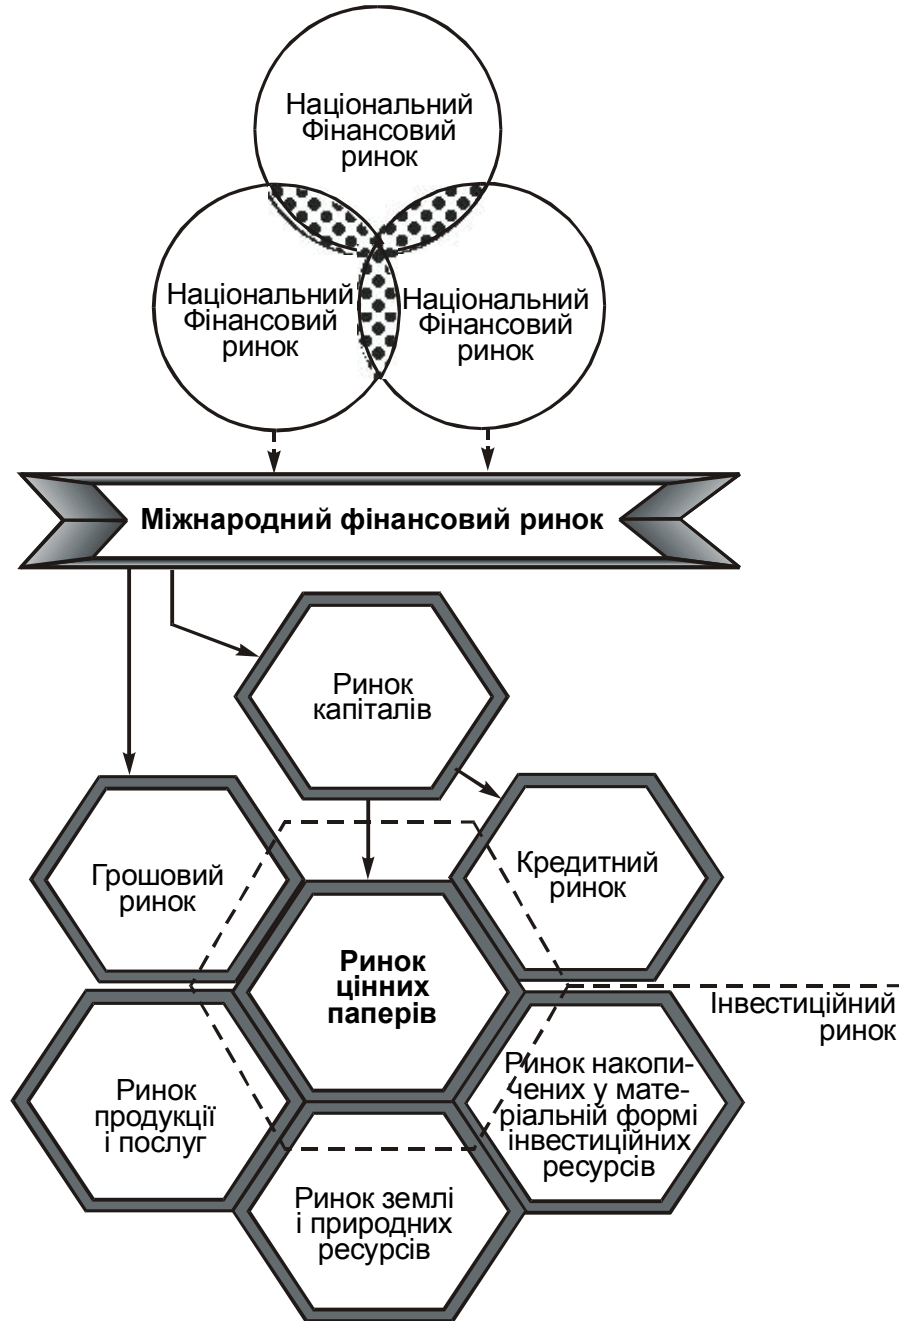 Національний
Фінансовий
ринок
Національний
Фінансовий
ринок
Національний
Фінансовий
ринок
Міжнародний фінансовий ринок
Ринок
капіталів
Грошовий
ринок
Кредитний
ринок
Ринок
цінних
паперів
Інвестиційний
ринок
Ринок
продукції
і послуг
Ринок накопи-
чених у мате-
ріальній формі
інвестиційних
ресурсів
Ринок землі
і природних
ресурсів